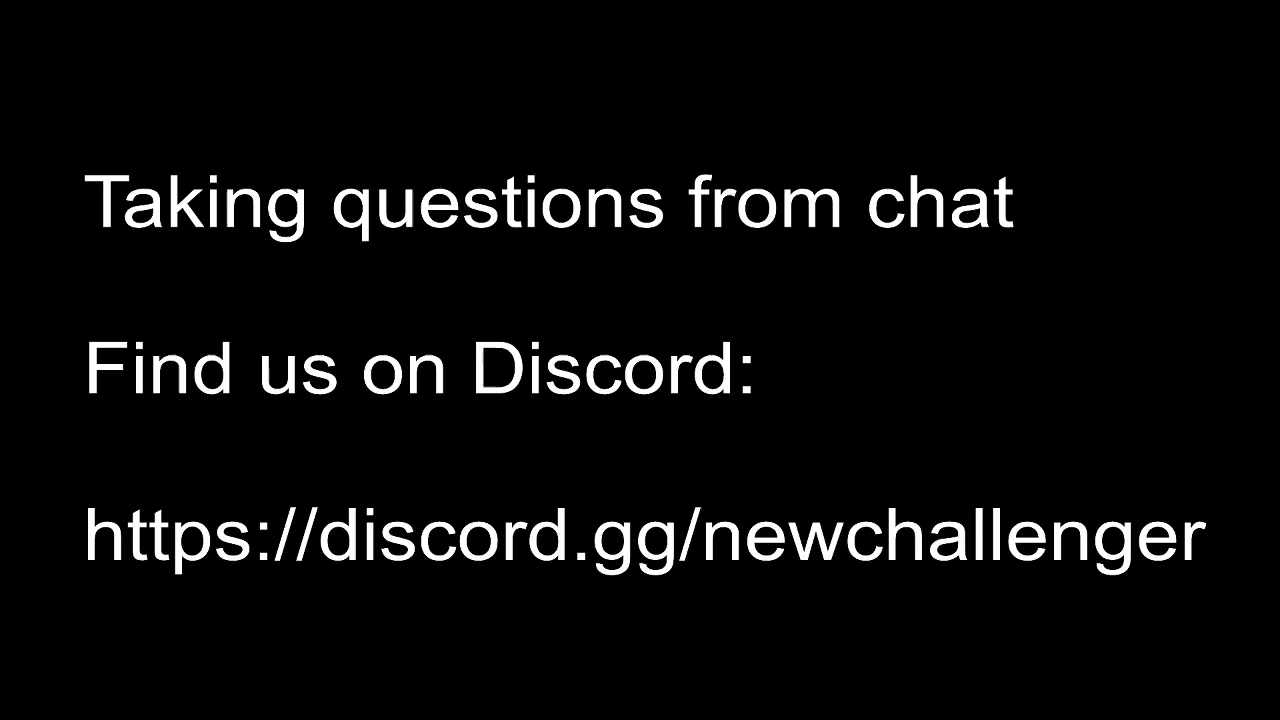 Taking questions from chat
Find us on Discord:
https://discord.gg/newchallenger